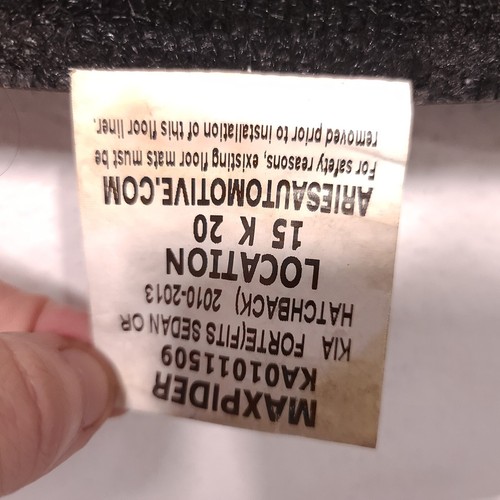 MAXPIDER
KA01011509
KIA FORTE(FITS SEDAN OR
HATCHBACK) 2010-2013
LOCATION
15 K 20
ARIESAUTOMOTIVE.COM
For safety reasons, existing floor mats must be
removed prior to installation of this floor liner.